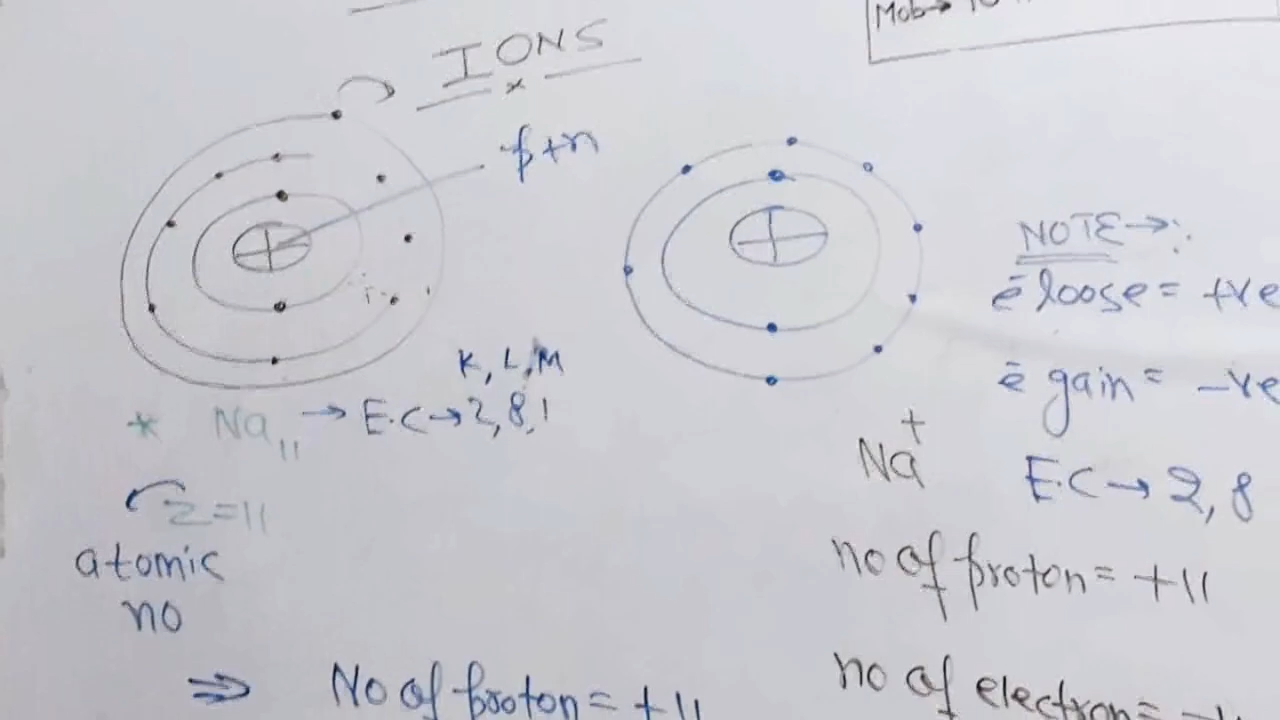 Mob→
IONS
p+n
K, L, M
* Na11 → E.C→2,8,1
Z=11
atomic
no
⇒ No of proton= +11
NOTE→:
ē loose= +ve
ē gain= -ve
Na+ E.C→2,8
no of proton= +11
no of electron=